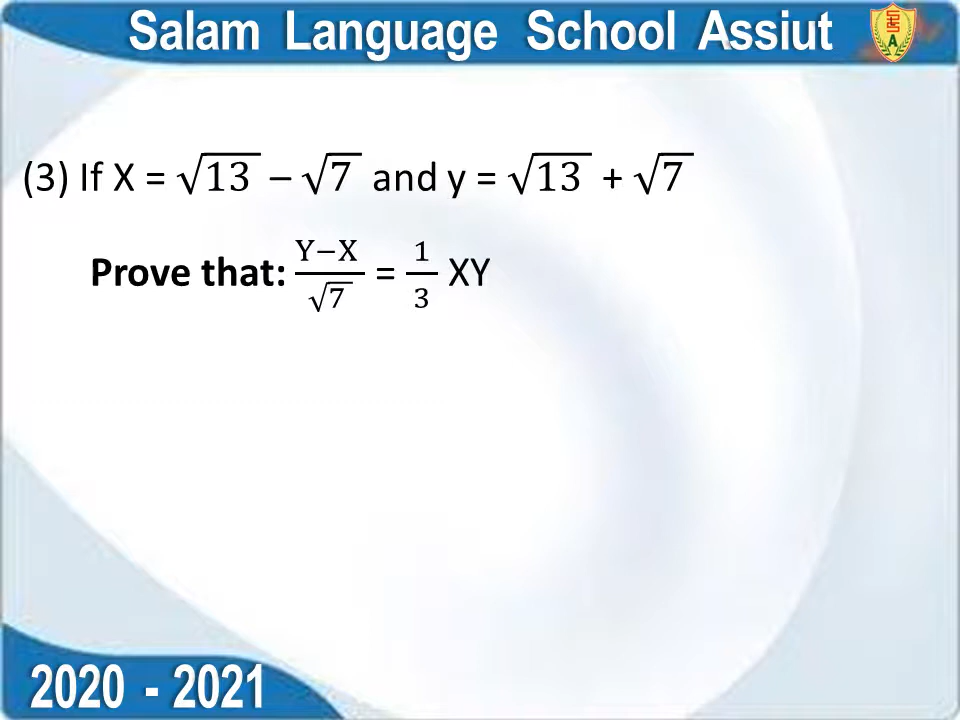 Salam Language School Assiut
(3) If X = √13 – √7 and y = √13 + √7
Prove that: (Y−X)/√7 = 1/3 XY
2020 - 2021